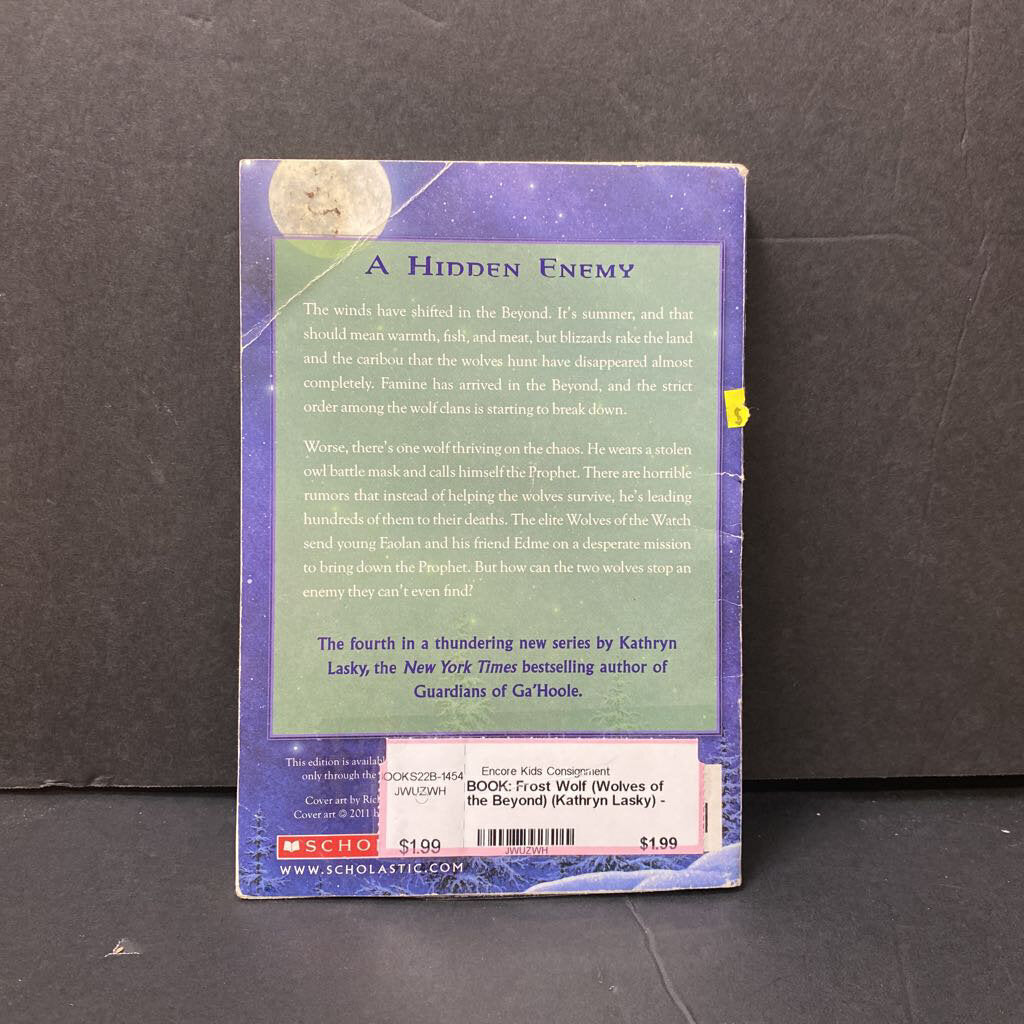 A Hidden Enemy
The winds have shifted in the Beyond. It's summer, and that
should mean warmth, fish, and meat, but blizzards rake the land
and the caribou that the wolves hunt have disappeared almost
completely. Famine has arrived in the Beyond, and the strict
order among the wolf clans is starting to break down.
Worse, there's one wolf thriving on the chaos. He wears a stolen
owl battle mask and calls himself the Prophet. There are horrible
rumors that instead of helping the wolves survive, he's leading
hundreds of them to their deaths. The elite Wolves of the Watch
send young Faolan and his friend Edme on a desperate mission
to bring down the Prophet. But how can the two wolves stop an
enemy they can't even find?
The fourth in a thundering new series by Kathryn
Lasky, the New York Times bestselling author of
Guardians of Ga'Hoole.
This edition is
only through the
Cover art by
Cover art © 2011
WWW.SCHOLASTIC.COM
OOKS22B-1454
JWUZWH
$1.99
Encore Kids Consignment
BOOK: Frost Wolf (Wolves of
the Beyond) (Kathryn Lasky) -
JWUZWH
$1.99